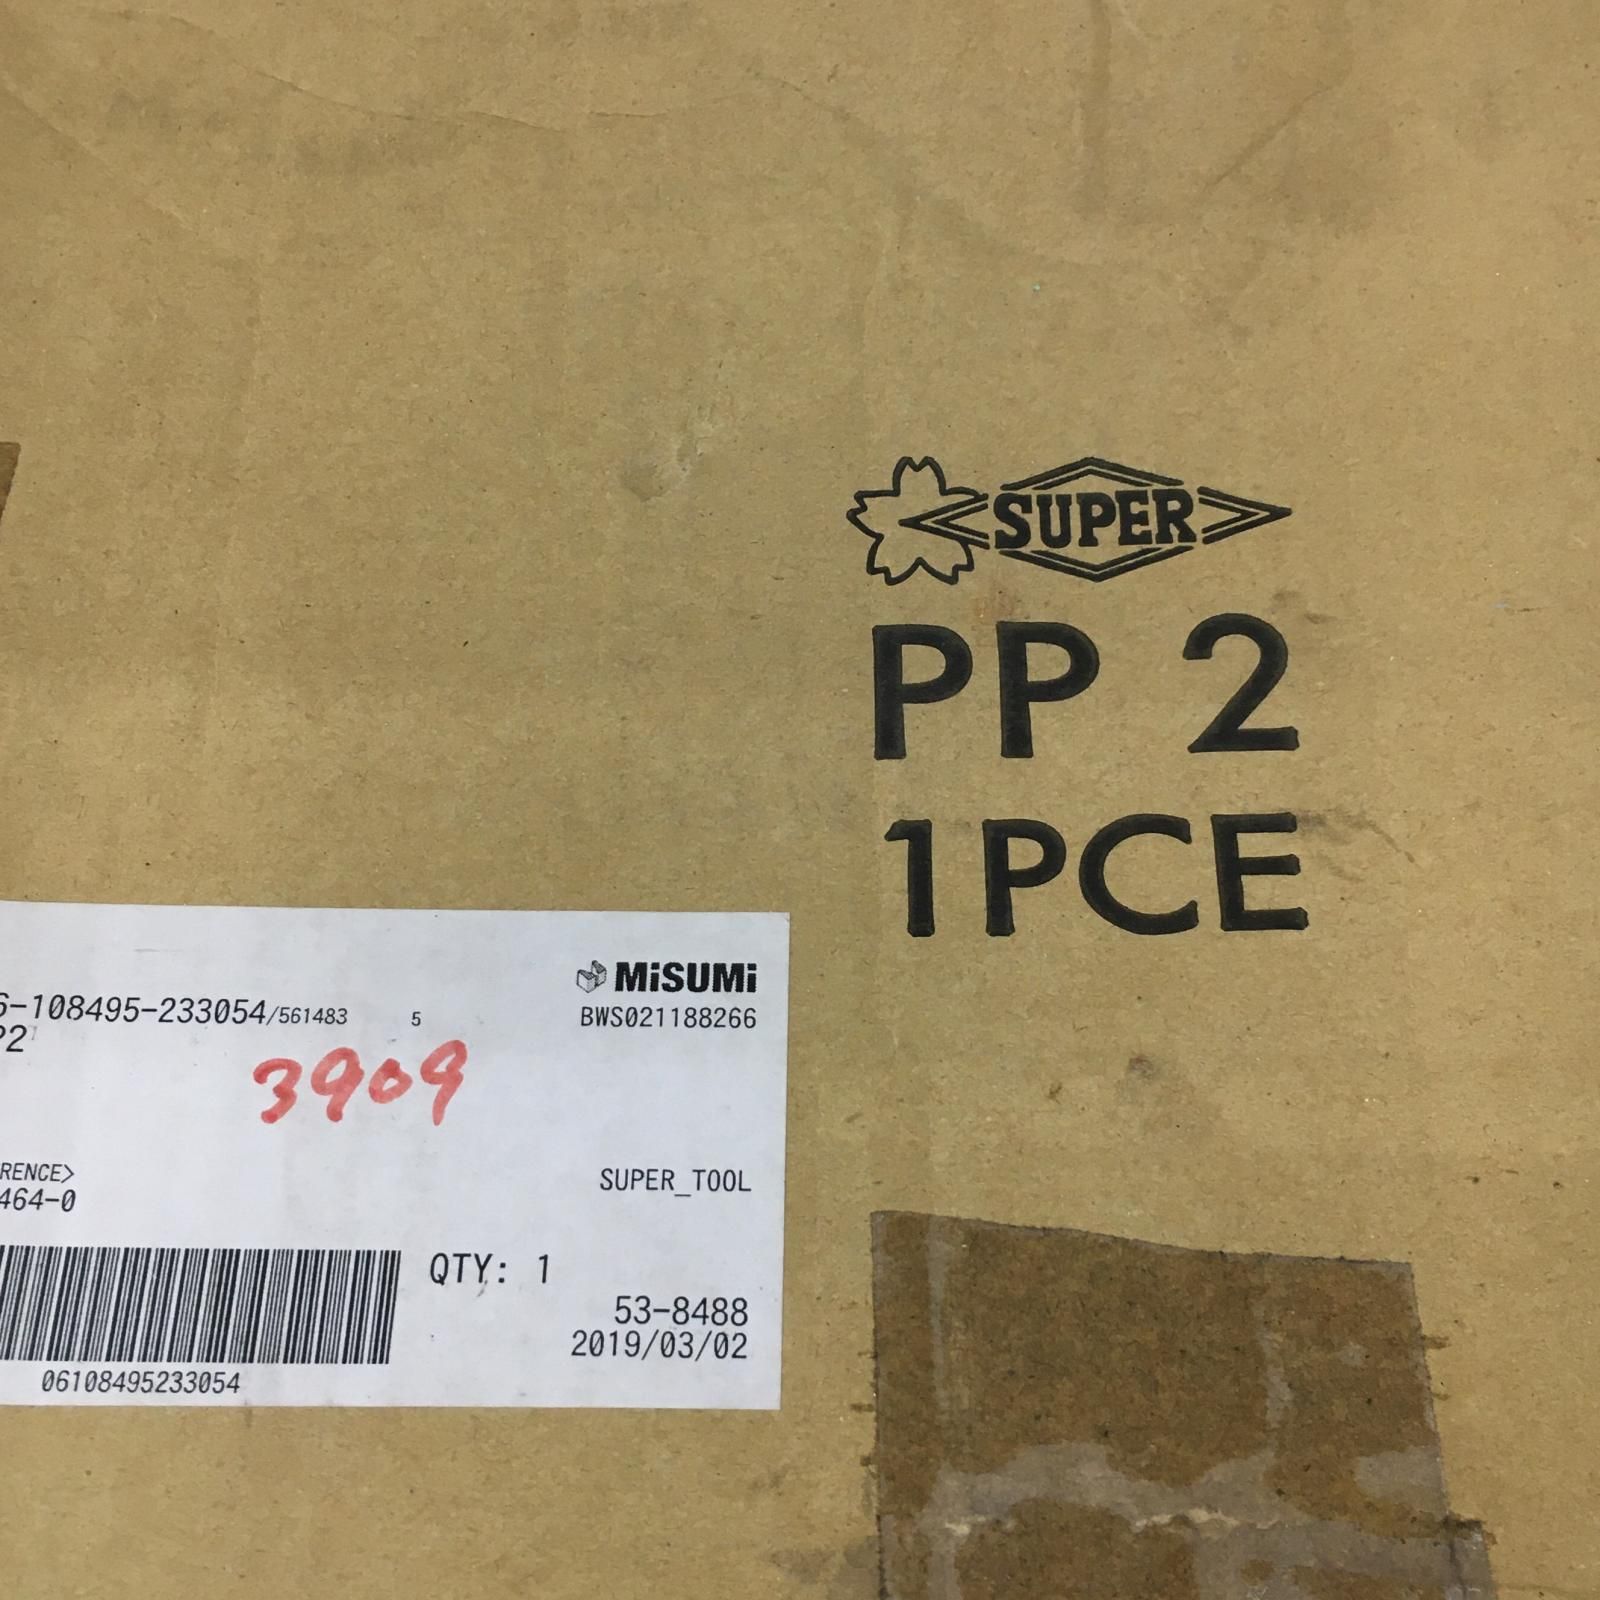 SUPER
PP 2
1PCE
MiSUMi
6-108495-233054/561483 5 BWS021188266
P2
3909
RENCE> SUPER_TOOL
464-0
QTY: 1
53-8488
2019/03/02
06108495233054